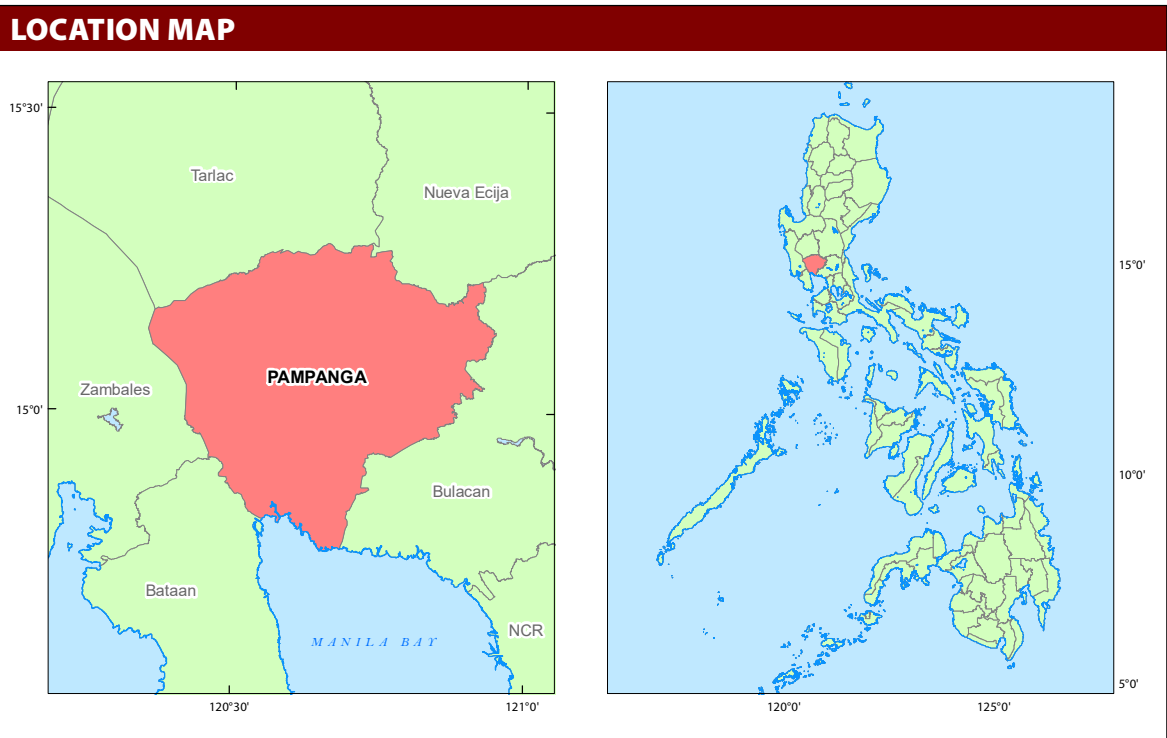 LOCATION MAP
15°30'
Tarlac
Nueva Ecija
PAMPANGA
Zambales
15°0'
Bulacan
Bataan
NCR
MANILA BAY
120°30'
121°0'
15°0'
10°0'
5°0'
120°0'
125°0'